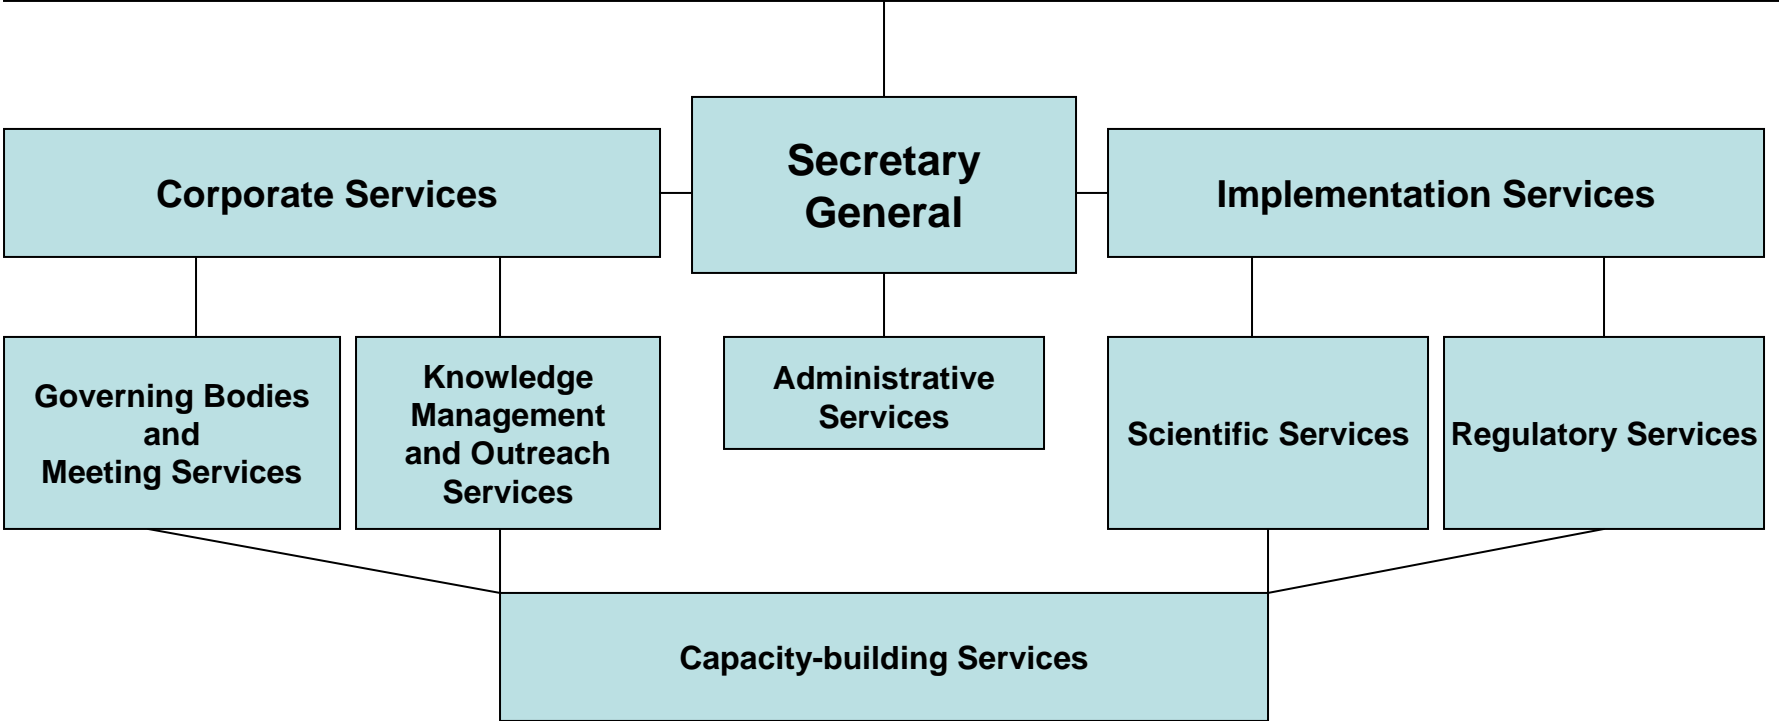 Secretary
General
Corporate Services
Implementation Services
Governing Bodies
and
Meeting Services
Knowledge
Management
and Outreach
Services
Administrative
Services
Scientific Services
Regulatory Services
Capacity-building Services